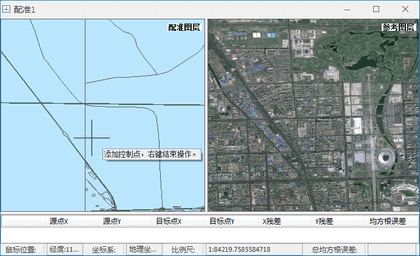 配准1
配准图层
参考图层
添加控制点，右键结束操作。
源点X 源点Y 目标点X 目标点Y X残差 Y残差 均方根误差
鼠标位置: 经度:11... 坐标系: 地理坐... 比例尺: 1:84219.7585584718 总均方根误差: